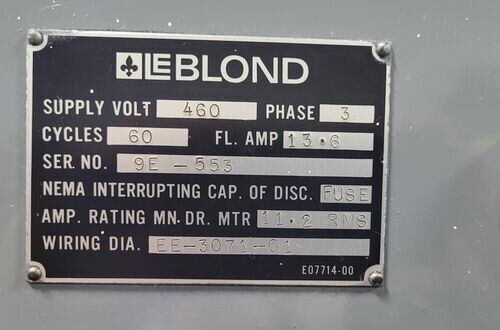 LEBLOND
SUPPLY VOLT 460 PHASE 3
CYCLES 60 FL. AMP 13.6
SER. NO. 9E-553
NEMA INTERRUPTING CAP. OF DISC. FUSE
AMP. RATING MN. DR. MTR 11.2 RMS
WIRING DIA. EE-3071-01
E07714-00